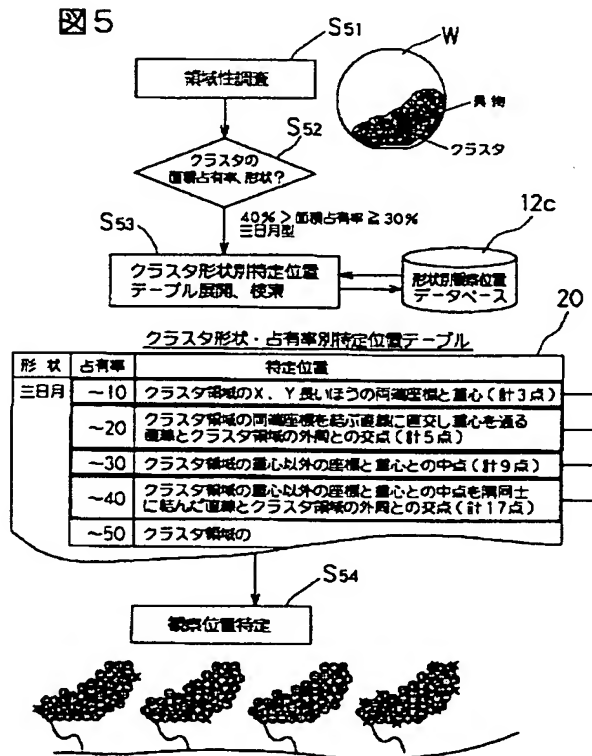 図5
S51
W
領域性調査
異物
クラスタ
S52
クラスタの
面積占有率、形状?
40%>面積占有率≧30%
三日月型
S53
12c
クラスタ形状別特定位置
テーブル展開、検索
形状別観察位置
データベース
クラスタ形状・占有率別特定位置テーブル
20
形 状 占有率 特定位置
三日月 ~10 クラスタ領域のX、Y長いほうの両端座標と重心(計3点)
~20 クラスタ領域の両端座標を結ぶ直線に直交し重心を通る
直線とクラスタ領域の外周との交点(計5点)
~30 クラスタ領域の重心以外の座標と重心との中点(計9点)
~40 クラスタ領域の重心以外の座標と重心との中点を隣同士
に結んだ直線とクラスタ領域の外周との交点(計17点)
~50 クラスタ領域の
S54
観察位置特定